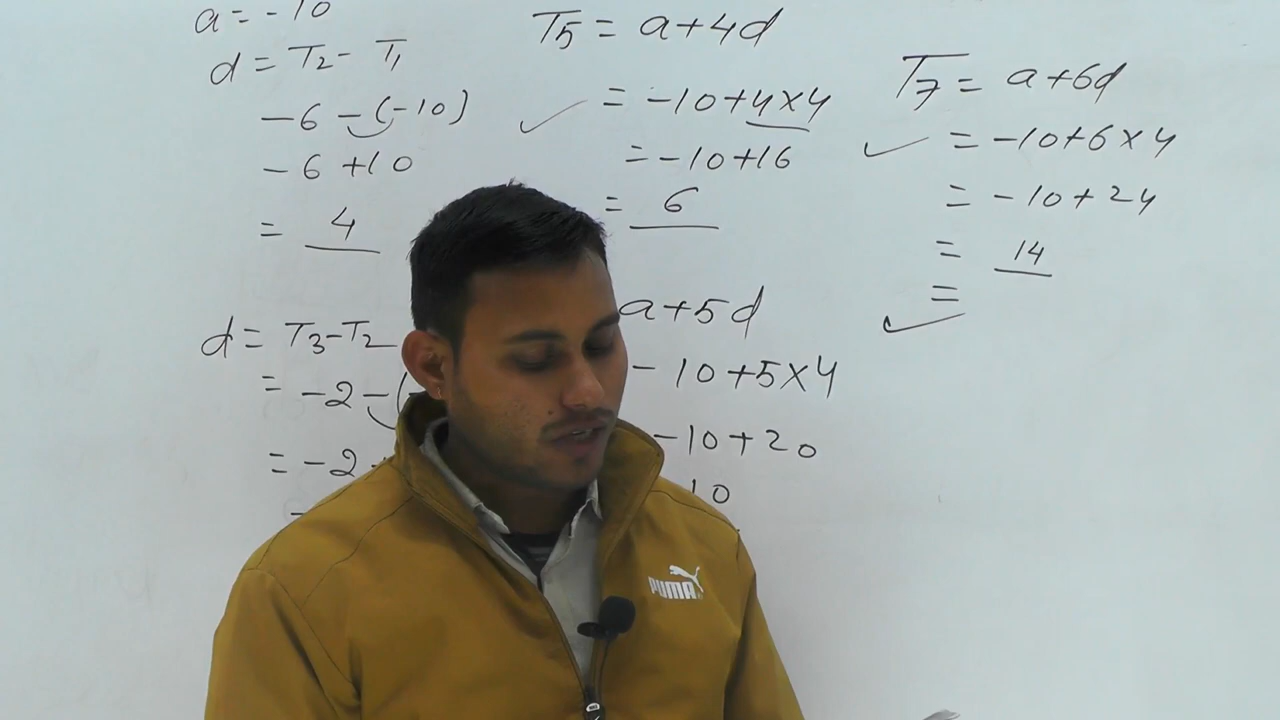 a = -10
d = T2 - T1
-6 - (-10)
-6 + 10
= 4
d = T3 - T2
= -2 - (
= -2
T5 = a + 4d
= -10 + 4 × 4
= -10 + 16
= 6
a + 5d
- 10 + 5 × 4
-10 + 20
10
T7 = a + 6d
= -10 + 6 × 4
= -10 + 24
= 14
=
PUMA